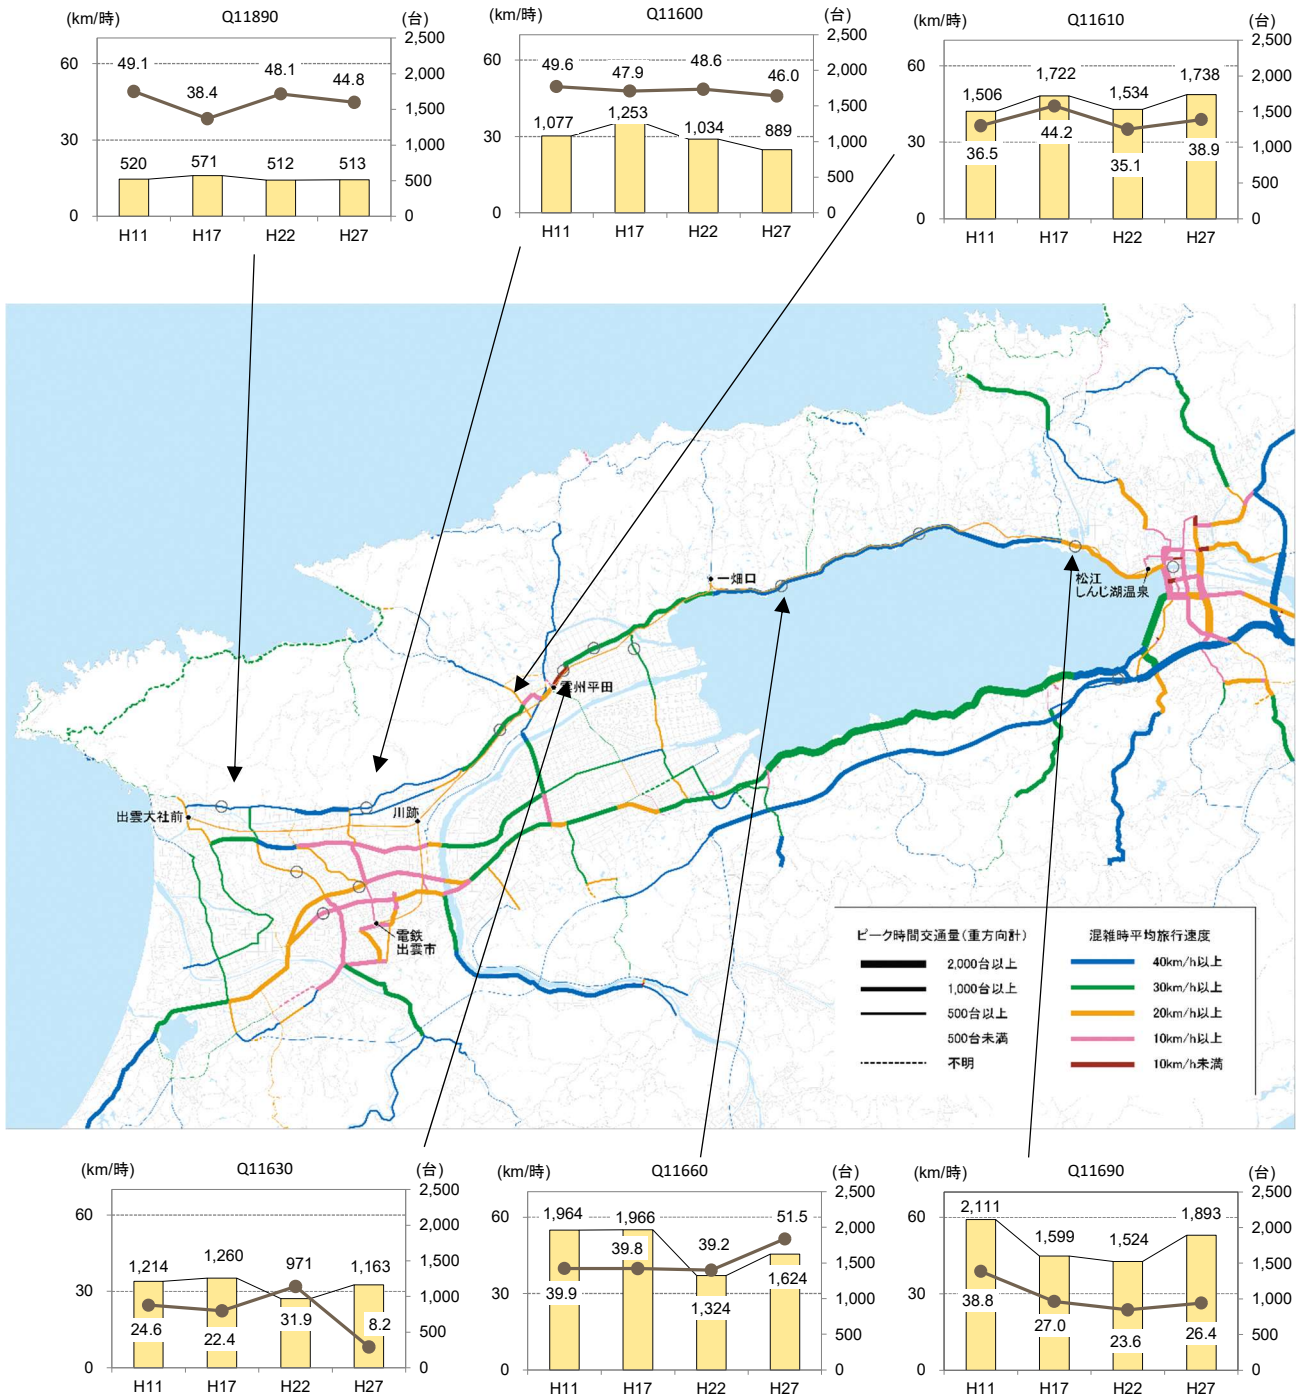 (km/時) Q11890 (台)
2,500
60 2,000
49.1 38.4 48.1 44.8
1,500
30 1,000
520 571 512 513
500
0 0
H11 H17 H22 H27
(km/時) Q11600 (台)
2,500
60 2,000
49.6 47.9 48.6 46.0
1,500
30 1,000
1,077 1,253 1,034 889
500
0 0
H11 H17 H22 H27
(km/時) Q11610 (台)
2,500
60 2,000
1,506 1,722 1,534 1,738
1,500
30 1,000
36.5 44.2 35.1 38.9
500
0 0
H11 H17 H22 H27
一畑口
松江
しんじ湖温泉
雲州平田
出雲大社前
川跡
電鉄
出雲市
ピーク時間交通量(重方向計) 混雑時平均旅行速度
2,000台以上 40km/h以上
1,000台以上 30km/h以上
500台以上 20km/h以上
500台未満 10km/h以上
不明 10km/h未満
(km/時) Q11630 (台)
2,500
60 2,000
1,214 1,260 971 1,163
1,500
30 1,000
24.6 22.4 31.9 8.2
500
0 0
H11 H17 H22 H27
(km/時) Q11660 (台)
2,500
60 2,000
1,964 1,966 1,324 1,624
1,500
30 1,000
39.9 39.8 39.2 51.5
500
0 0
H11 H17 H22 H27
(km/時) Q11690 (台)
2,500
60 2,000
2,111 1,599 1,524 1,893
1,500
30 1,000
38.8 27.0 23.6 26.4
500
0 0
H11 H17 H22 H27